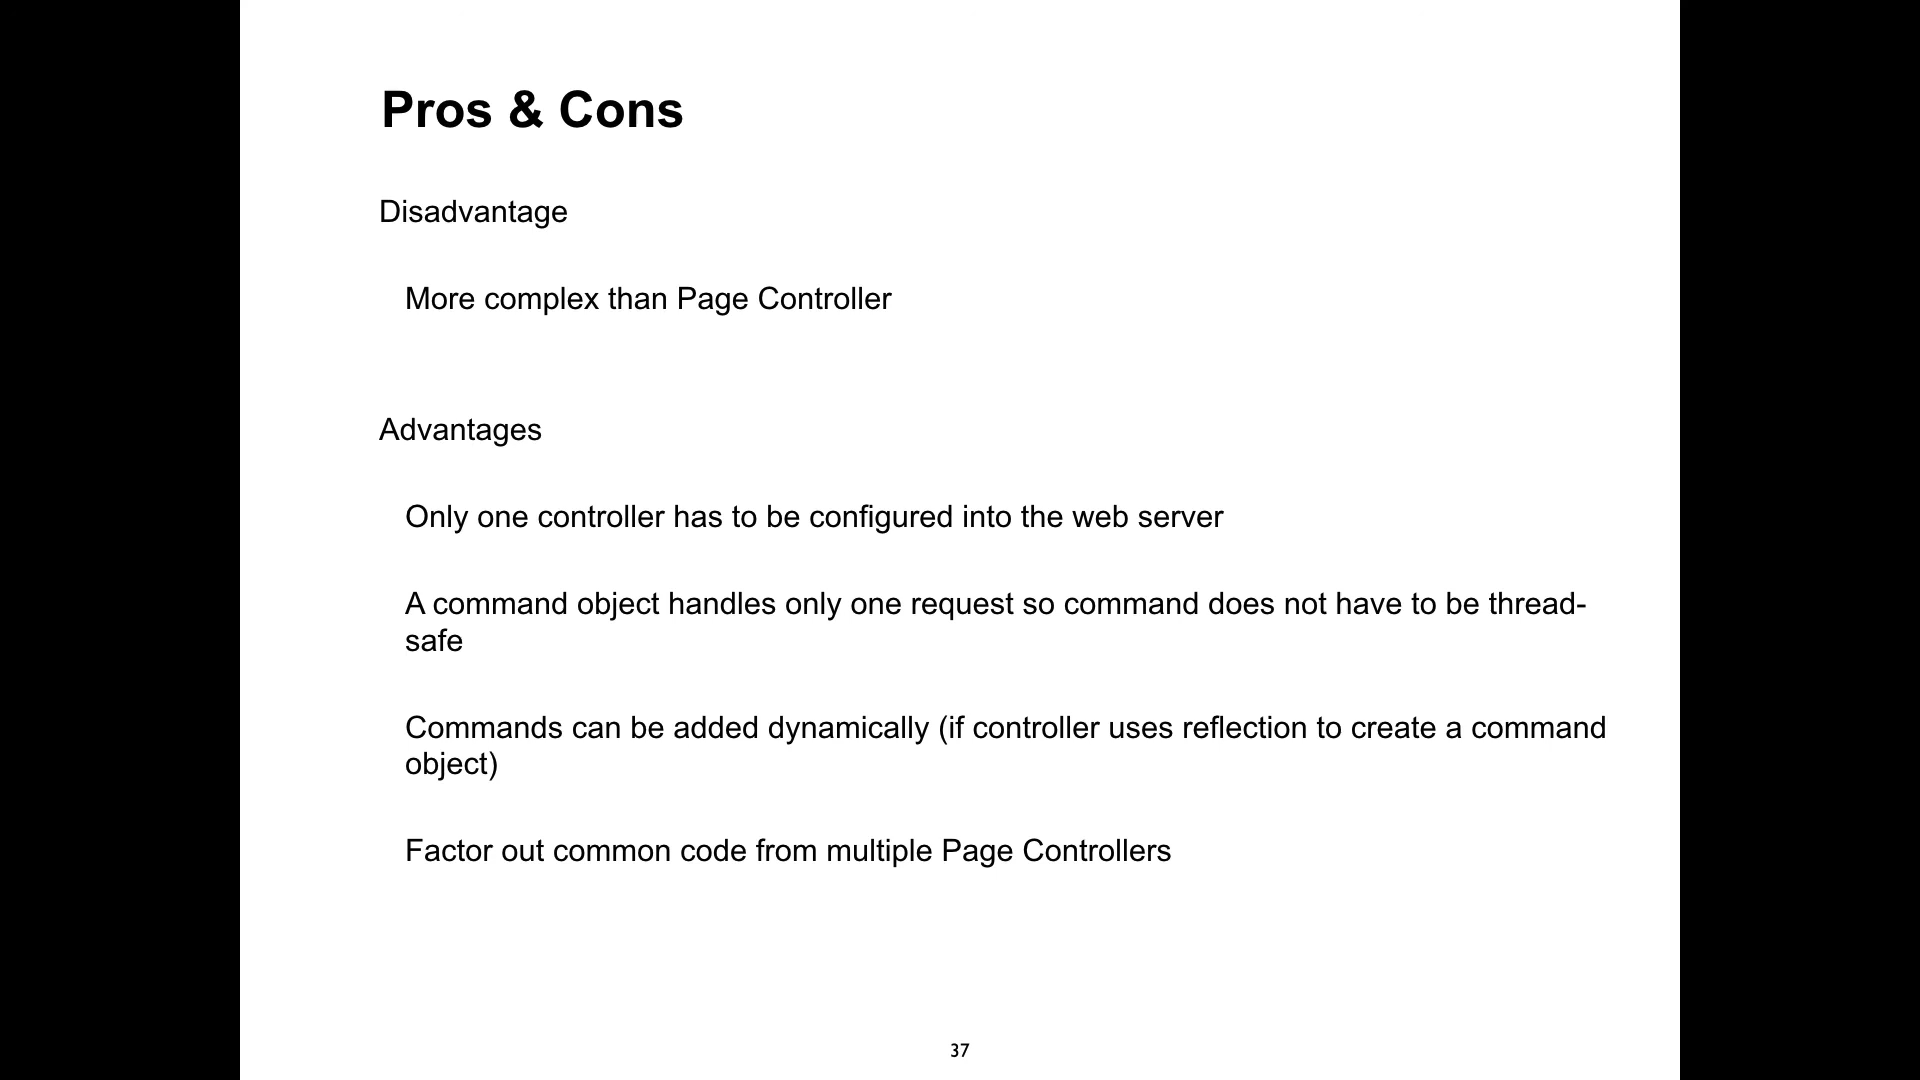 Pros & Cons
Disadvantage
More complex than Page Controller
Advantages
Only one controller has to be configured into the web server
A command object handles only one request so command does not have to be thread-
safe
Commands can be added dynamically (if controller uses reflection to create a command
object)
Factor out common code from multiple Page Controllers
37